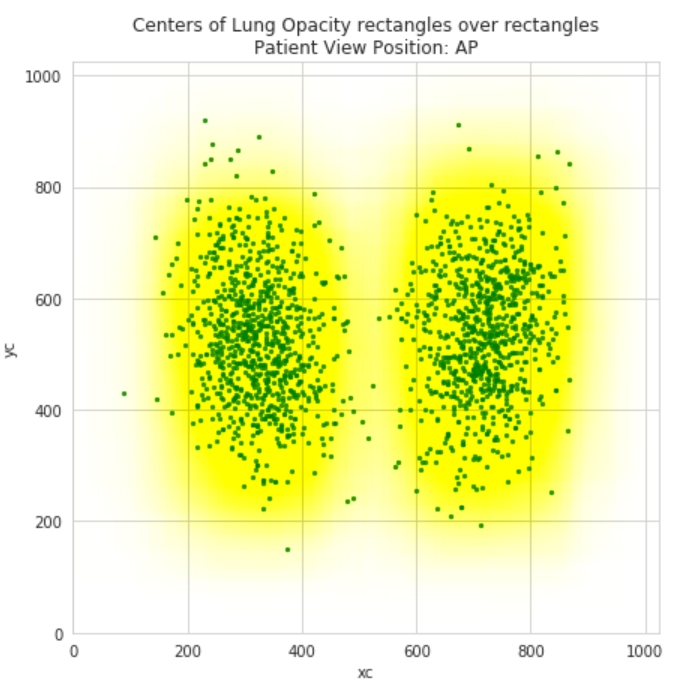 Centers of Lung Opacity rectangles over rectangles
Patient View Position: AP
1000
800
600
400
200
0
yc
0 200 400 600 800 1000
xc